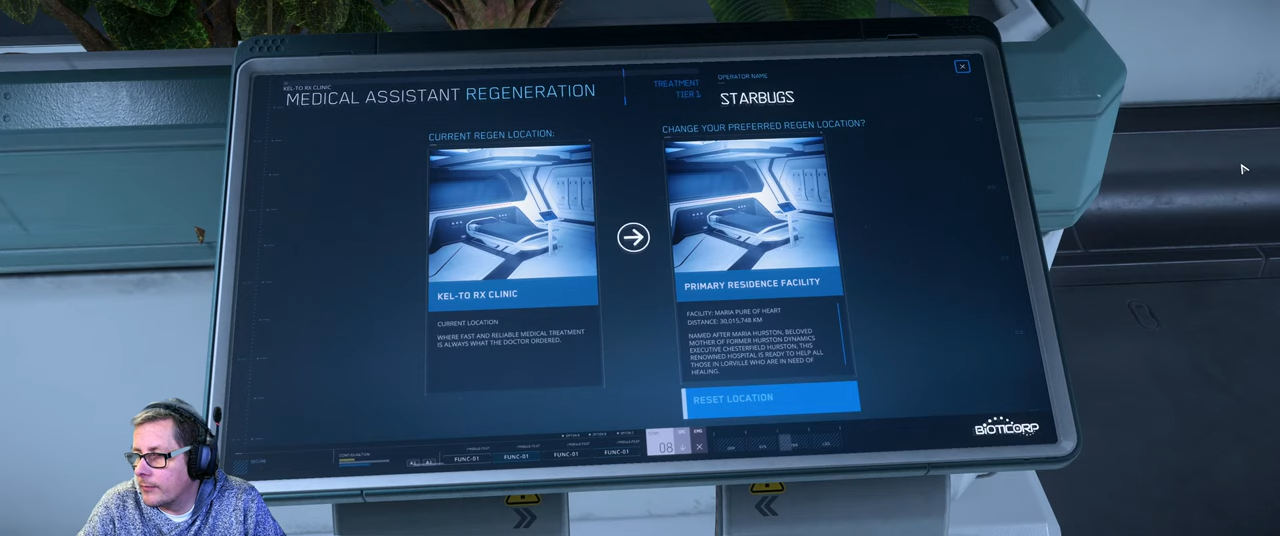 KEL-TO RX CLINIC
MEDICAL ASSISTANT REGENERATION
TREATMENT
TIER 1
OPERATOR NAME
STARBUGS
CURRENT REGEN LOCATION:
KEL-TO RX CLINIC
CURRENT LOCATION
WHERE FAST AND RELIABLE MEDICAL TREATMENT
IS ALWAYS WHAT THE DOCTOR ORDERED.
CHANGE YOUR PREFERRED REGEN LOCATION?
PRIMARY RESIDENCE FACILITY
FACILITY: MARIA PURE OF HEART
DISTANCE: 30,015,748 KM
NAMED AFTER MARIA HURSTON, BELOVED
MOTHER OF FORMER HURSTON DYNAMICS
EXECUTIVE CHESTERFIELD HURSTON, THIS
RENOWNED HOSPITAL IS READY TO HELP ALL
THOSE IN LORVILLE WHO ARE IN NEED OF
HEALING.
RESET LOCATION
CONFIGURATION
FUNC-01
FUNC-01
FUNC-01
FUNC-01
08
BIOTICORP